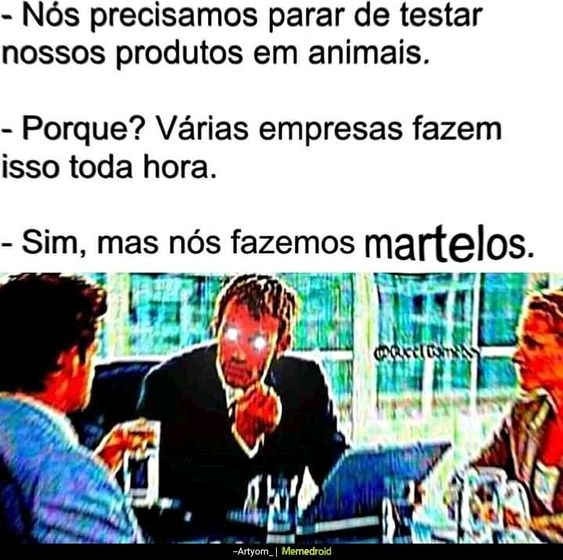 - Nós precisamos parar de testar
nossos produtos em animais.
- Porque? Várias empresas fazem
isso toda hora.
- Sim, mas nós fazemos martelos.
~Artyom_ | Memedroid